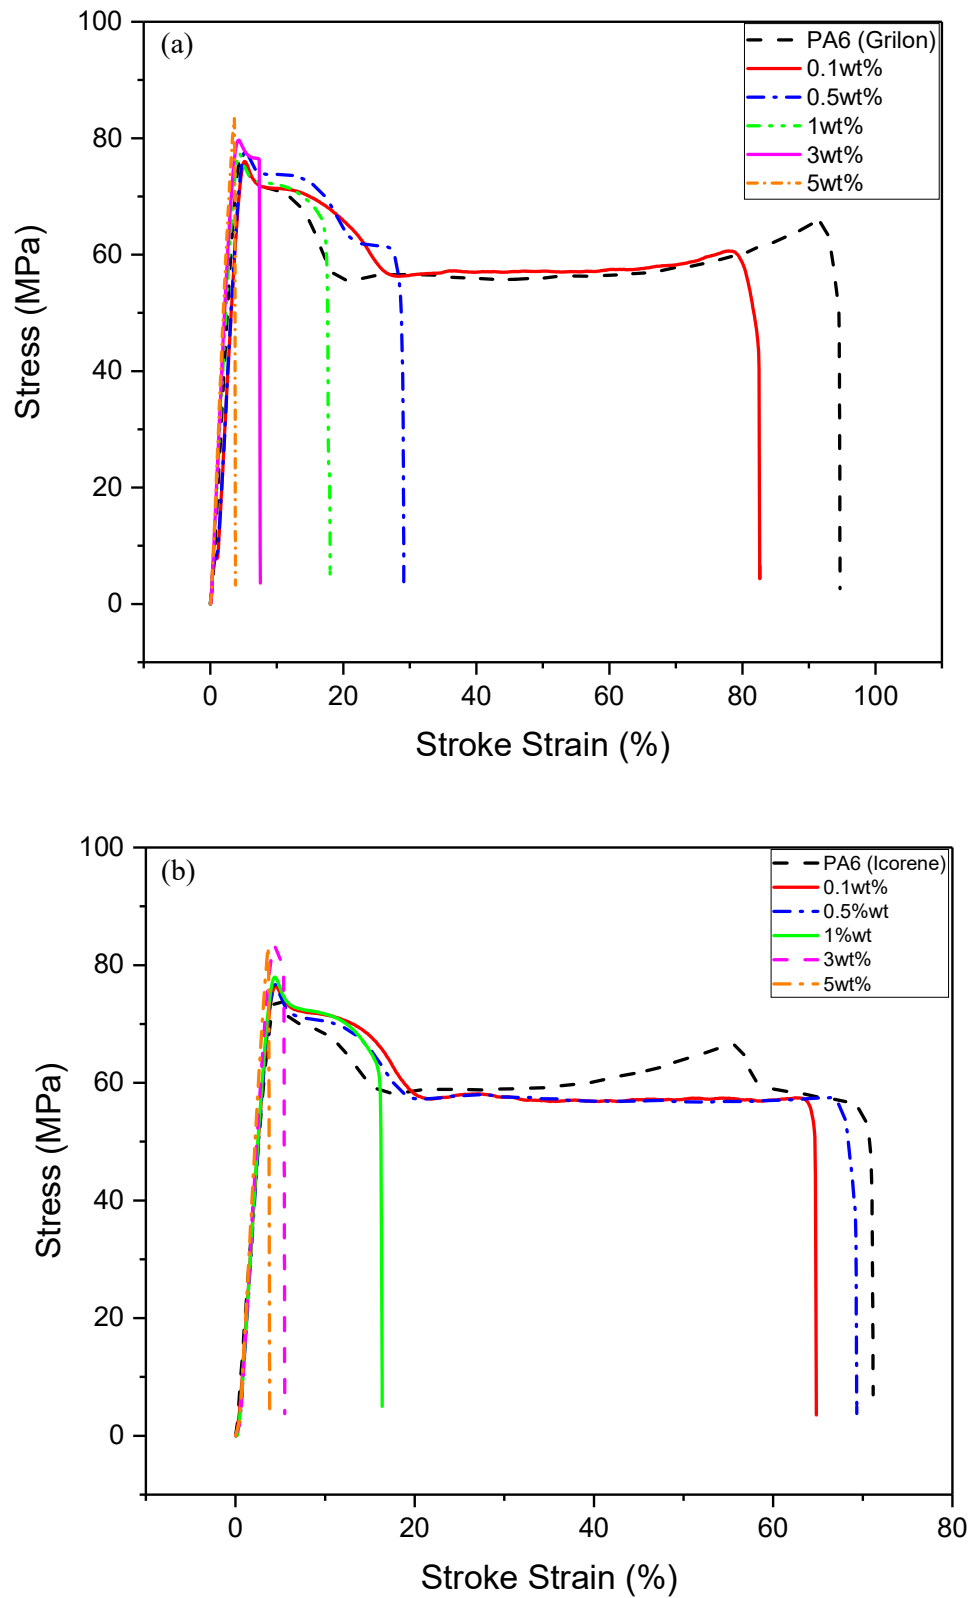 (a)
PA6 (Grilon)
0.1wt%
0.5wt%
1wt%
3wt%
5wt%
100
80
60
40
20
0
Stress (MPa)
0 20 40 60 80 100
Stroke Strain (%)
(b)
PA6 (Icorene)
0.1wt%
0.5%wt
1%wt
3wt%
5wt%
100
80
60
40
20
0
Stress (MPa)
0 20 40 60 80
Stroke Strain (%)